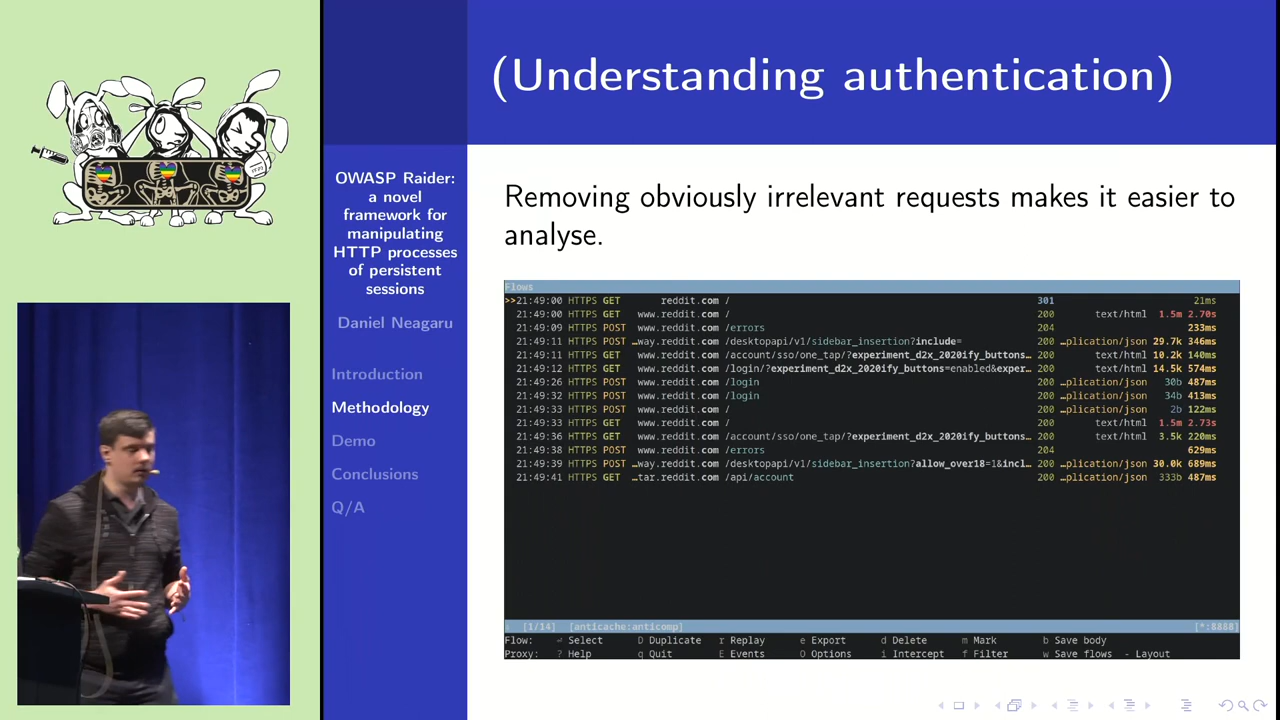 (Understanding authentication)
OWASP Raider:
a novel
framework for
manipulating
HTTP processes
of persistent
sessions
Daniel Neagaru
Introduction
Methodology
Demo
Conclusions
Q/A
Removing obviously irrelevant requests makes it easier to
analyse.
Flows
>>21:49:00 HTTPS GET reddit.com / 301 21ms
21:49:00 HTTPS GET www.reddit.com / 200 text/html 1.5m 2.70s
21:49:09 HTTPS POST www.reddit.com /errors 204 233ms
21:49:11 HTTPS POST …way.reddit.com /desktopapi/v1/sidebar_insertion?include= 200 …plication/json 29.7k 346ms
21:49:11 HTTPS GET www.reddit.com /account/sso/one_tap/?experiment_d2x_2020ify_buttons… 200 text/html 10.2k 140ms
21:49:12 HTTPS GET www.reddit.com /login/?experiment_d2x_2020ify_buttons=enabled&exper… 200 text/html 14.5k 574ms
21:49:26 HTTPS POST www.reddit.com /login 200 …plication/json 30b 487ms
21:49:32 HTTPS POST www.reddit.com /login 200 …plication/json 34b 413ms
21:49:33 HTTPS POST www.reddit.com / 200 …plication/json 2b 122ms
21:49:33 HTTPS GET www.reddit.com / 200 text/html 1.5m 2.73s
21:49:36 HTTPS GET www.reddit.com /account/sso/one_tap/?experiment_d2x_2020ify_buttons… 200 text/html 3.5k 220ms
21:49:38 HTTPS POST www.reddit.com /errors 204 629ms
21:49:39 HTTPS POST …way.reddit.com /desktopapi/v1/sidebar_insertion?allow_over18=1&incl… 200 …plication/json 30.0k 689ms
21:49:41 HTTPS GET …tar.reddit.com /api/account 200 …plication/json 333b 487ms
⇩ [1/14] [anticache:anticomp] [*:8888]
Flow: ⏎ Select D Duplicate r Replay e Export d Delete m Mark b Save body
Proxy: ? Help q Quit E Events O Options i Intercept f Filter w Save flows - Layout